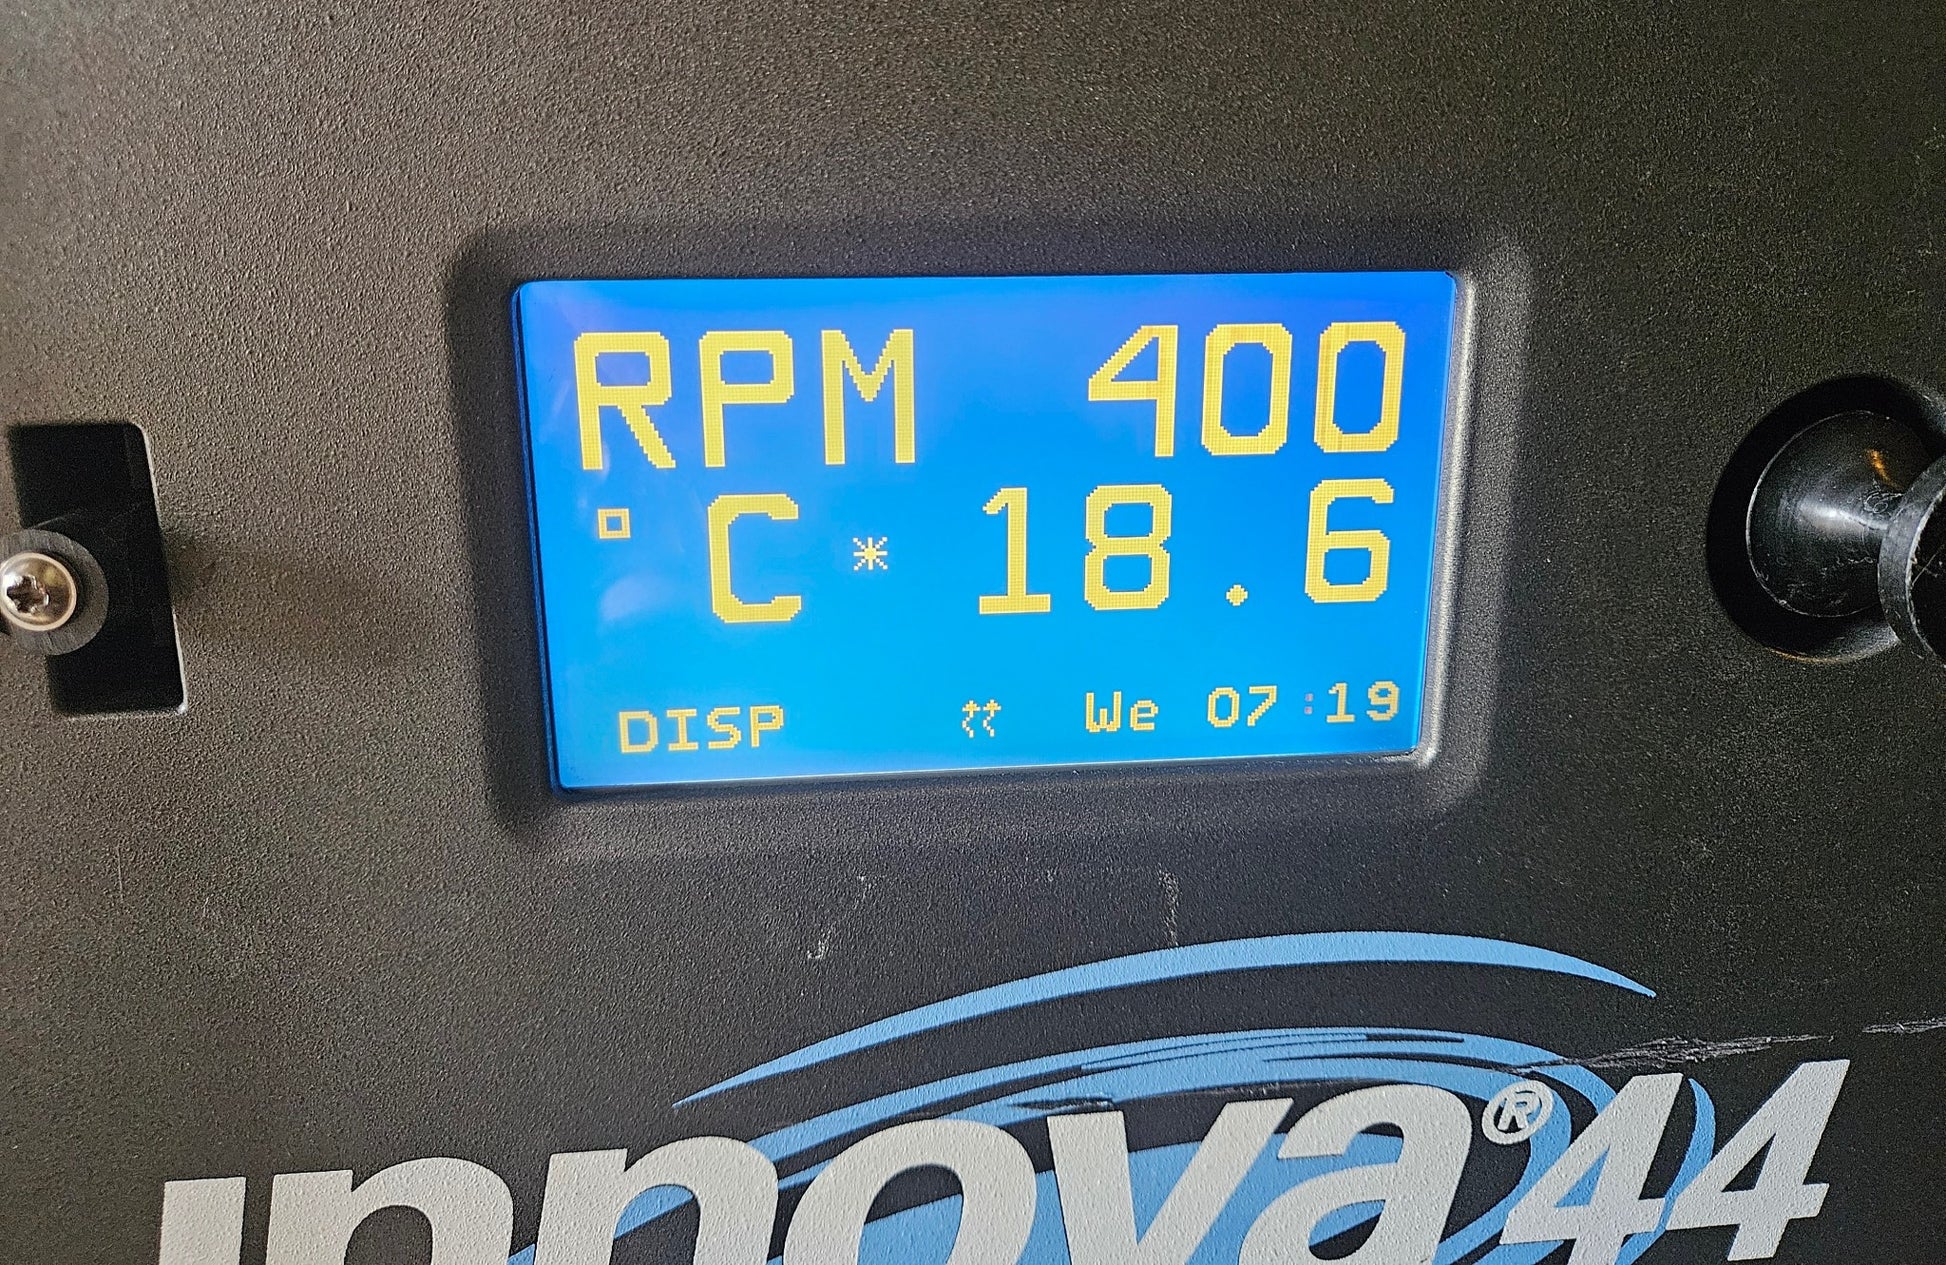 RPM 400
°C * 18.6
DISP We 07:19
innova®44